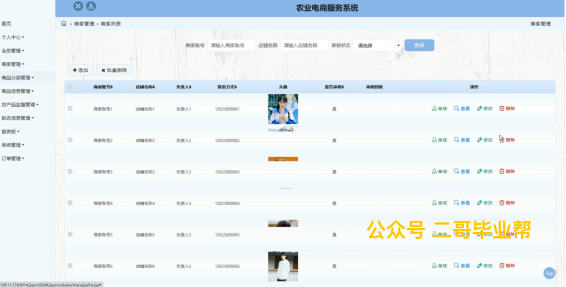 农业电商服务系统
商家管理 > 商家列表
商家管理
首页
个人中心
会员管理
商家管理
商品分类管理
农产品监督管理
助农信息管理
留言板
系统管理
订单管理
商家账号 请输入商家账号 店铺名称 请输入店铺名称 审核状态 请选择 查询
+ 添加 × 批量删除
商家账号 店铺名称 负责人 联系方式 头像 是否审核 审核回复 操作
商家账号1 店铺名称1 负责人1 13823888881 是 审核 查看 修改 删除
商家账号2 店铺名称2 负责人2 13823888882 是 审核 查看 修改 删除
商家账号3 店铺名称3 负责人3 13823888883 是 审核 查看 修改 删除
商家账号4 店铺名称4 负责人4 13823888884 是 审核 查看 修改 删除
公众号 二哥毕业帮
商家账号5 店铺名称5 负责人5 13823888885 是 审核 查看 修改 删除
商家账号6 店铺名称6 负责人6 13823888886 是 审核 查看 修改 删除
Top